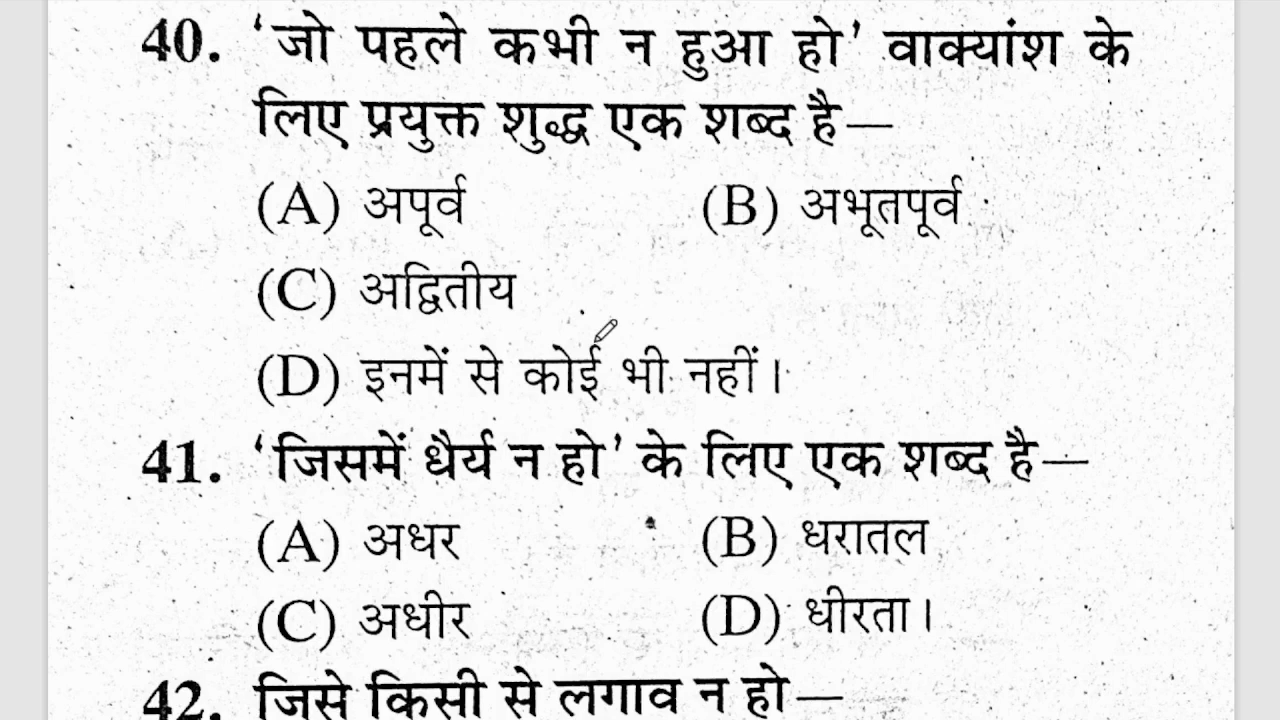 40. ‘जो पहले कभी न हुआ हो’ वाक्यांश के
लिए प्रयुक्त शुद्ध एक शब्द है—
(A) अपूर्व (B) अभूतपूर्व
(C) अद्वितीय
(D) इनमें से कोई भी नहीं।
41. ‘जिसमें धैर्य न हो’ के लिए एक शब्द है—
(A) अधर (B) धरातल
(C) अधीर (D) धीरता।
42. जिसे किसी से लगाव न हो—